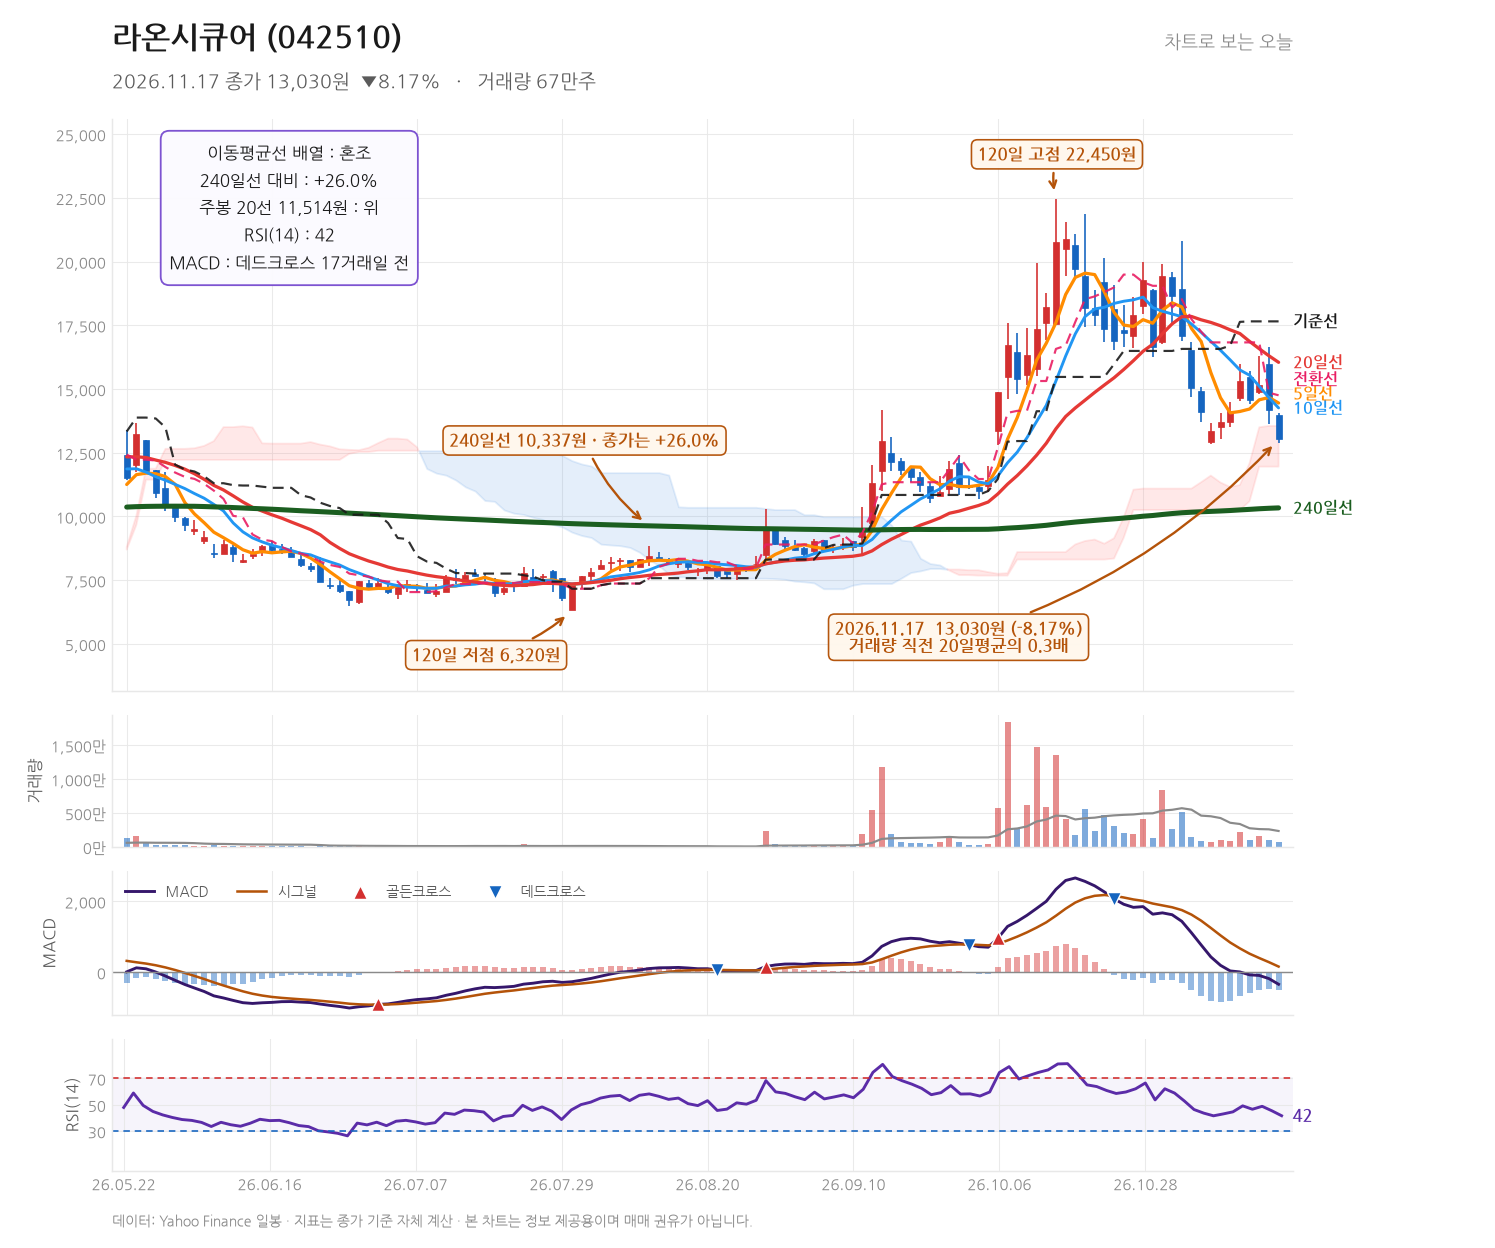 라온시큐어 (042510)
차트로 보는 오늘
2026.11.17 종가 13,030원 ▼8.17% · 거래량 67만주
25,000
22,500
20,000
17,500
15,000
12,500
10,000
7,500
5,000
이동평균선 배열 : 혼조
240일선 대비 : +26.0%
주봉 20선 11,514원 : 위
RSI(14) : 42
MACD : 데드크로스 17거래일 전
120일 고점 22,450원
240일선 10,337원 · 종가는 +26.0%
120일 저점 6,320원
2026.11.17 13,030원 (-8.17%)
거래량 직전 20일평균의 0.3배
기준선
20일선
전환선
5일선
10일선
240일선
거래량
1,500만
1,000만
500만
0만
MACD
2,000
0
MACD
시그널
골든크로스
데드크로스
RSI(14)
70
50
30
42
26.05.22
26.06.16
26.07.07
26.07.29
26.08.20
26.09.10
26.10.06
26.10.28
데이터: Yahoo Finance 일봉 · 지표는 종가 기준 자체 계산 · 본 차트는 정보 제공용이며 매매 권유가 아닙니다.